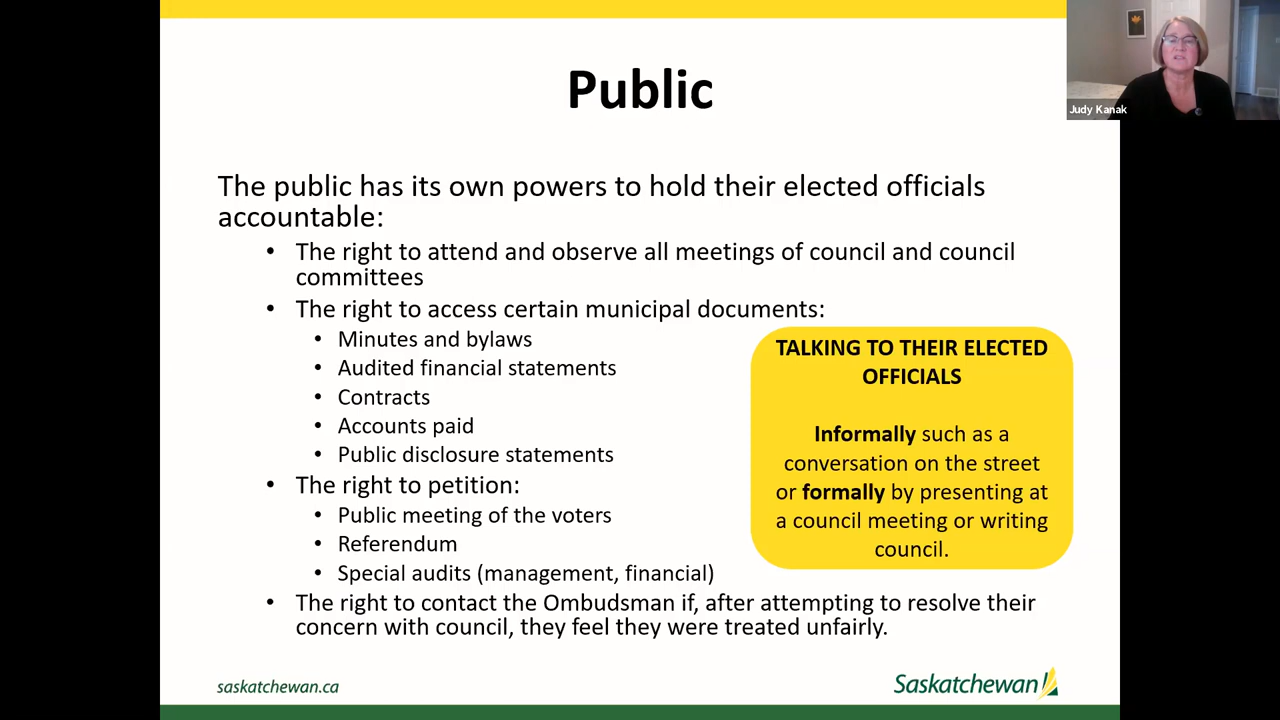 Public
Judy Kanak
The public has its own powers to hold their elected officials
accountable:
• The right to attend and observe all meetings of council and council
committees
• The right to access certain municipal documents:
• Minutes and bylaws
• Audited financial statements
• Contracts
• Accounts paid
• Public disclosure statements
• The right to petition:
• Public meeting of the voters
• Referendum
• Special audits (management, financial)
• The right to contact the Ombudsman if, after attempting to resolve their
concern with council, they feel they were treated unfairly.
TALKING TO THEIR ELECTED
OFFICIALS
Informally such as a
conversation on the street
or formally by presenting at
a council meeting or writing
council.
saskatchewan.ca
Saskatchewan